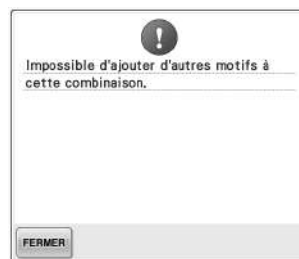 Impossible d'ajouter d'autres motifs à
cette combinaison.
FERMER